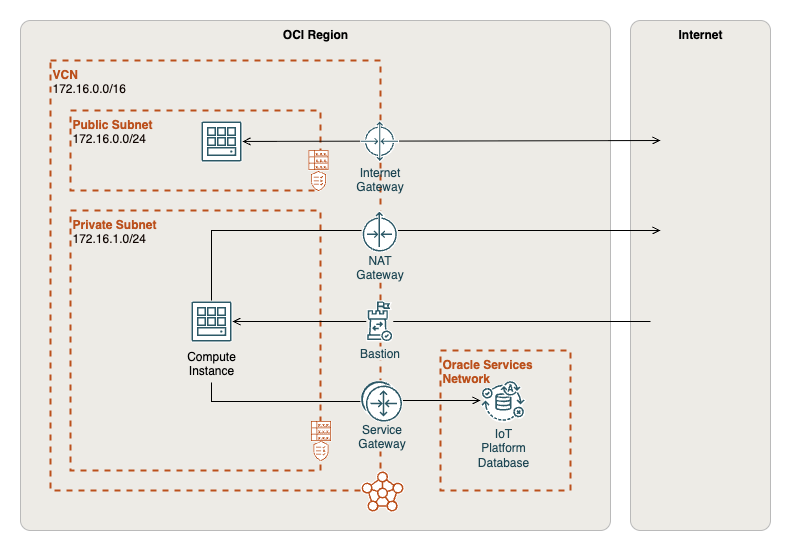 OCI Region
Internet
VCN
172.16.0.0/16
Public Subnet
172.16.0.0/24
Internet
Gateway
Private Subnet
172.16.1.0/24
NAT
Gateway
Compute
Instance
Bastion
Oracle Services
Network
A
Service
Gateway
IoT
Platform
Database